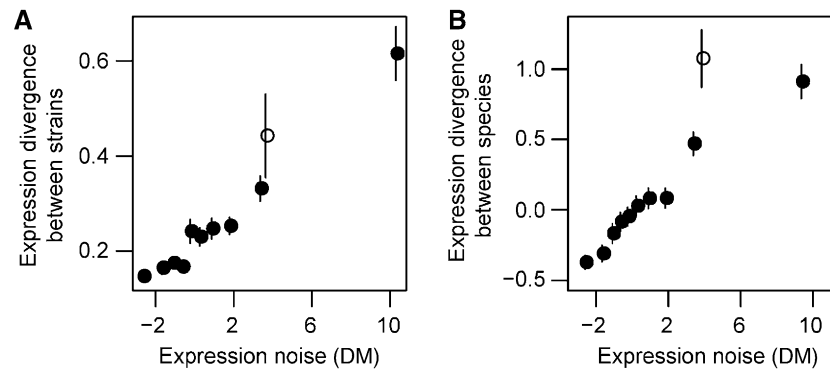 A
Expression divergence
between strains
0.6
0.4
0.2
−2
2
6
10
Expression noise (DM)
B
Expression divergence
between species
1.0
0.5
0.0
−0.5
−2
2
6
10
Expression noise (DM)